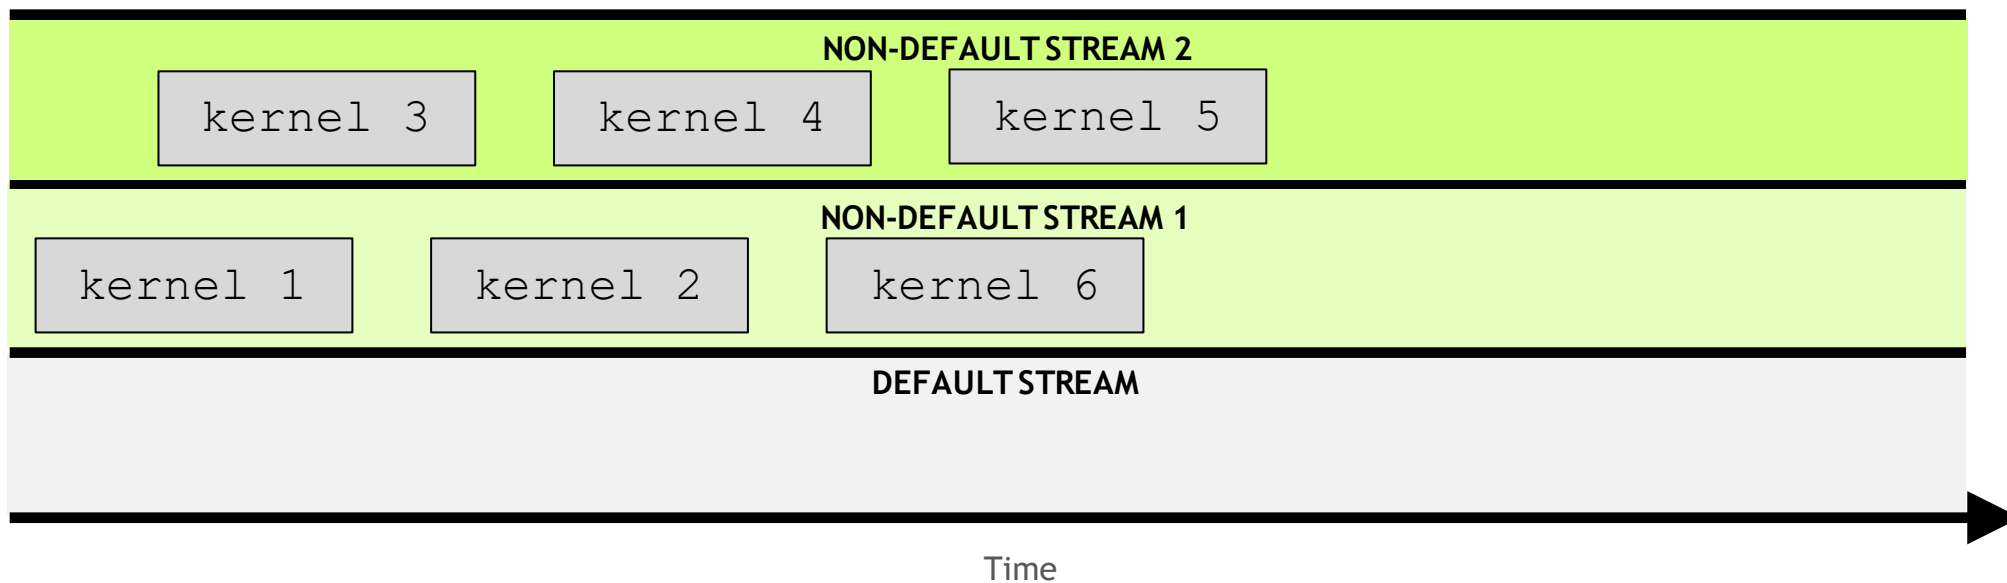 NON-DEFAULT STREAM 2
kernel 3 kernel 4 kernel 5
NON-DEFAULT STREAM 1
kernel 1 kernel 2 kernel 6
DEFAULT STREAM
Time